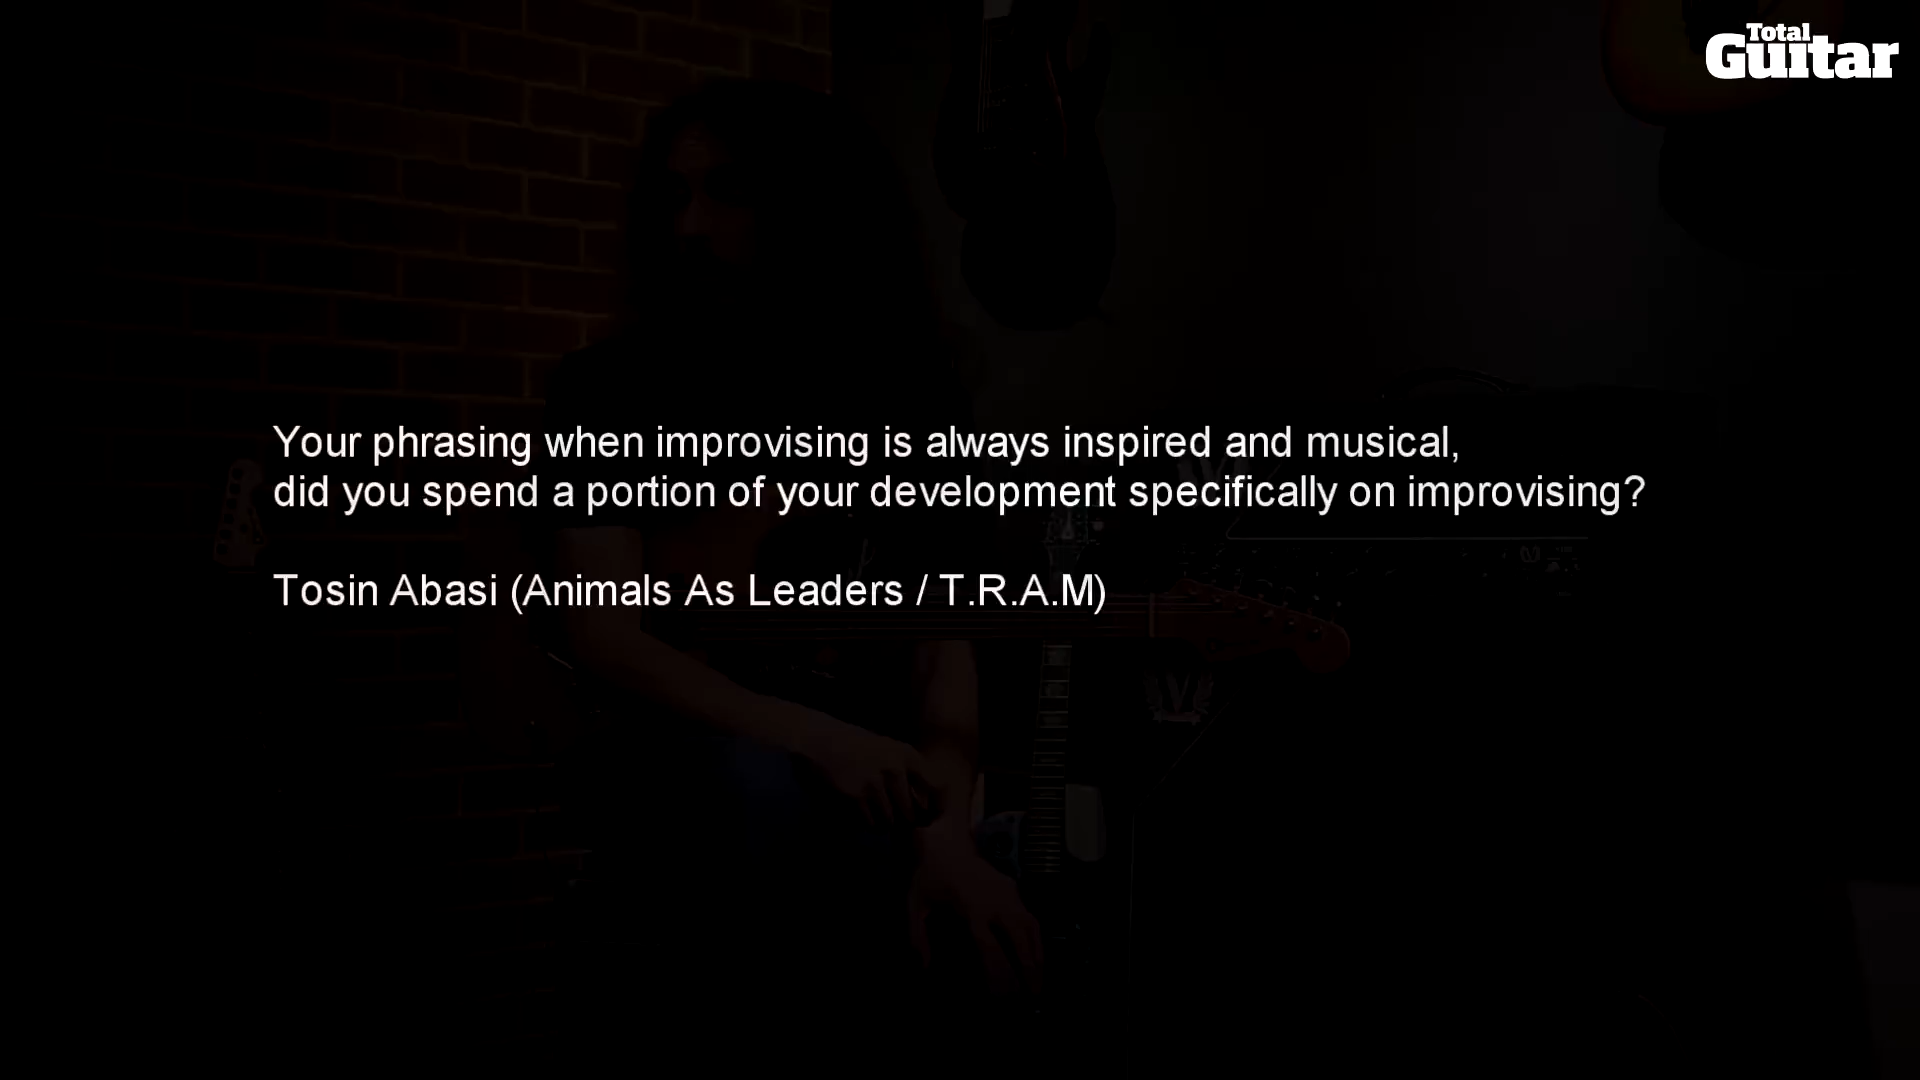 Total
Guitar
Your phrasing when improvising is always inspired and musical,
did you spend a portion of your development specifically on improvising?
Tosin Abasi (Animals As Leaders / T.R.A.M)